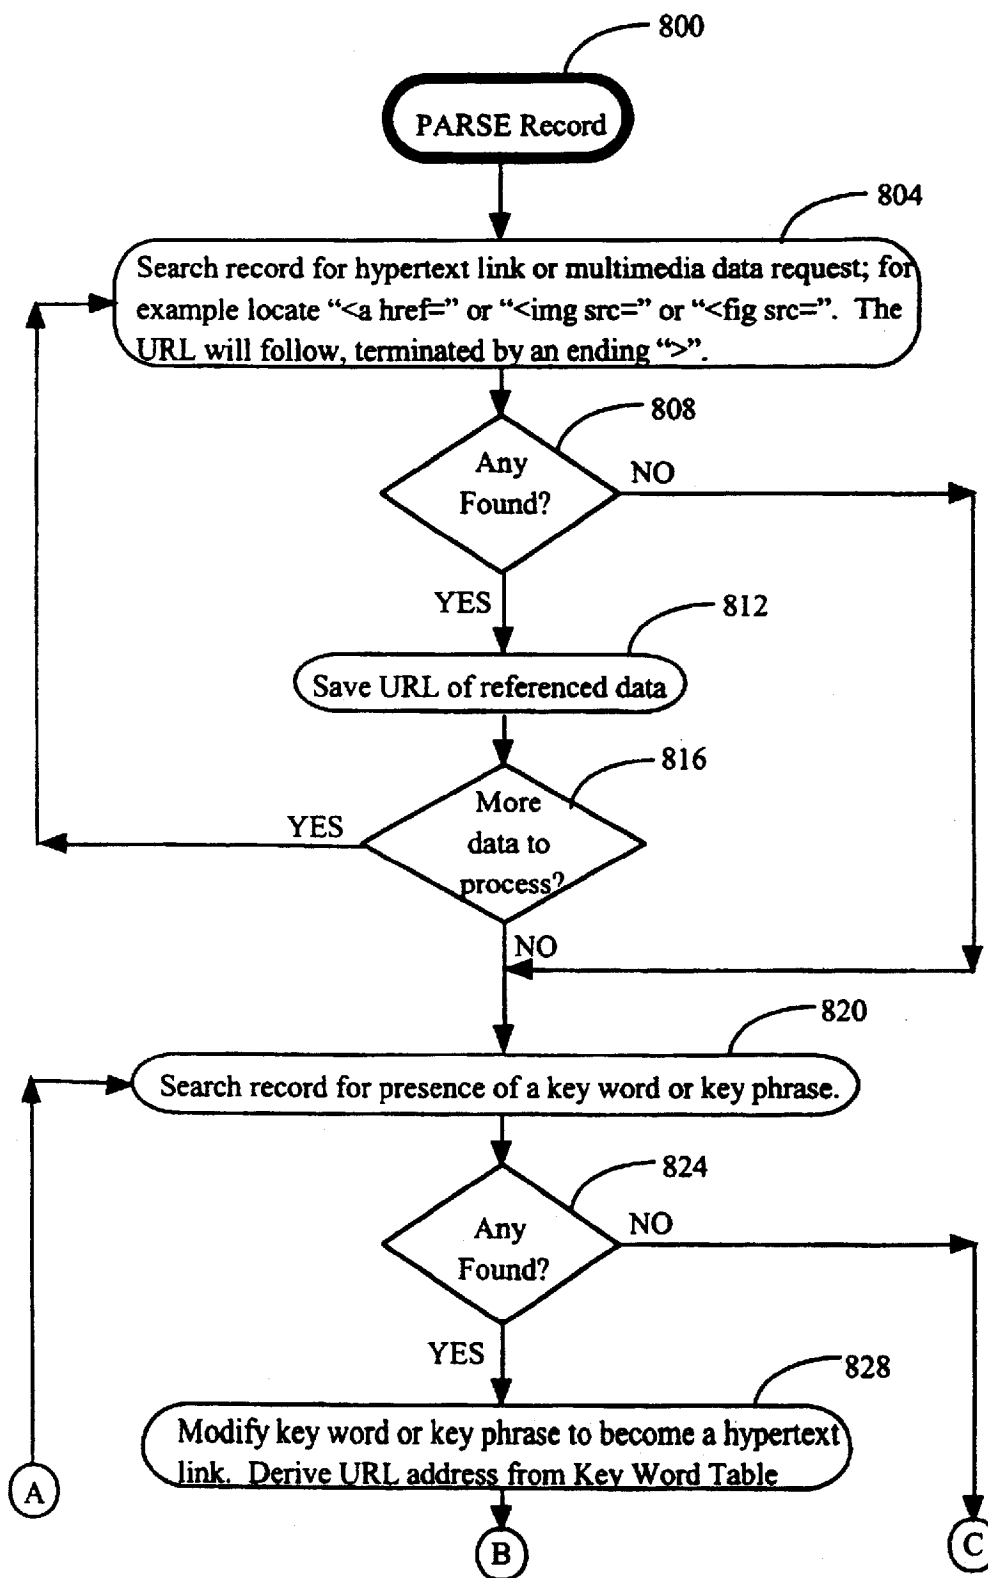 800
PARSE Record
804
Search record for hypertext link or multimedia data request; for
example locate “<a href=” or “<img src=” or “<fig src=”. The
URL will follow, terminated by an ending “>”.
808
Any
Found?
NO
YES
812
Save URL of referenced data
816
More
data to
process?
YES
NO
820
Search record for presence of a key word or key phrase.
824
Any
Found?
NO
YES
828
Modify key word or key phrase to become a hypertext
link. Derive URL address from Key Word Table
A
B
C